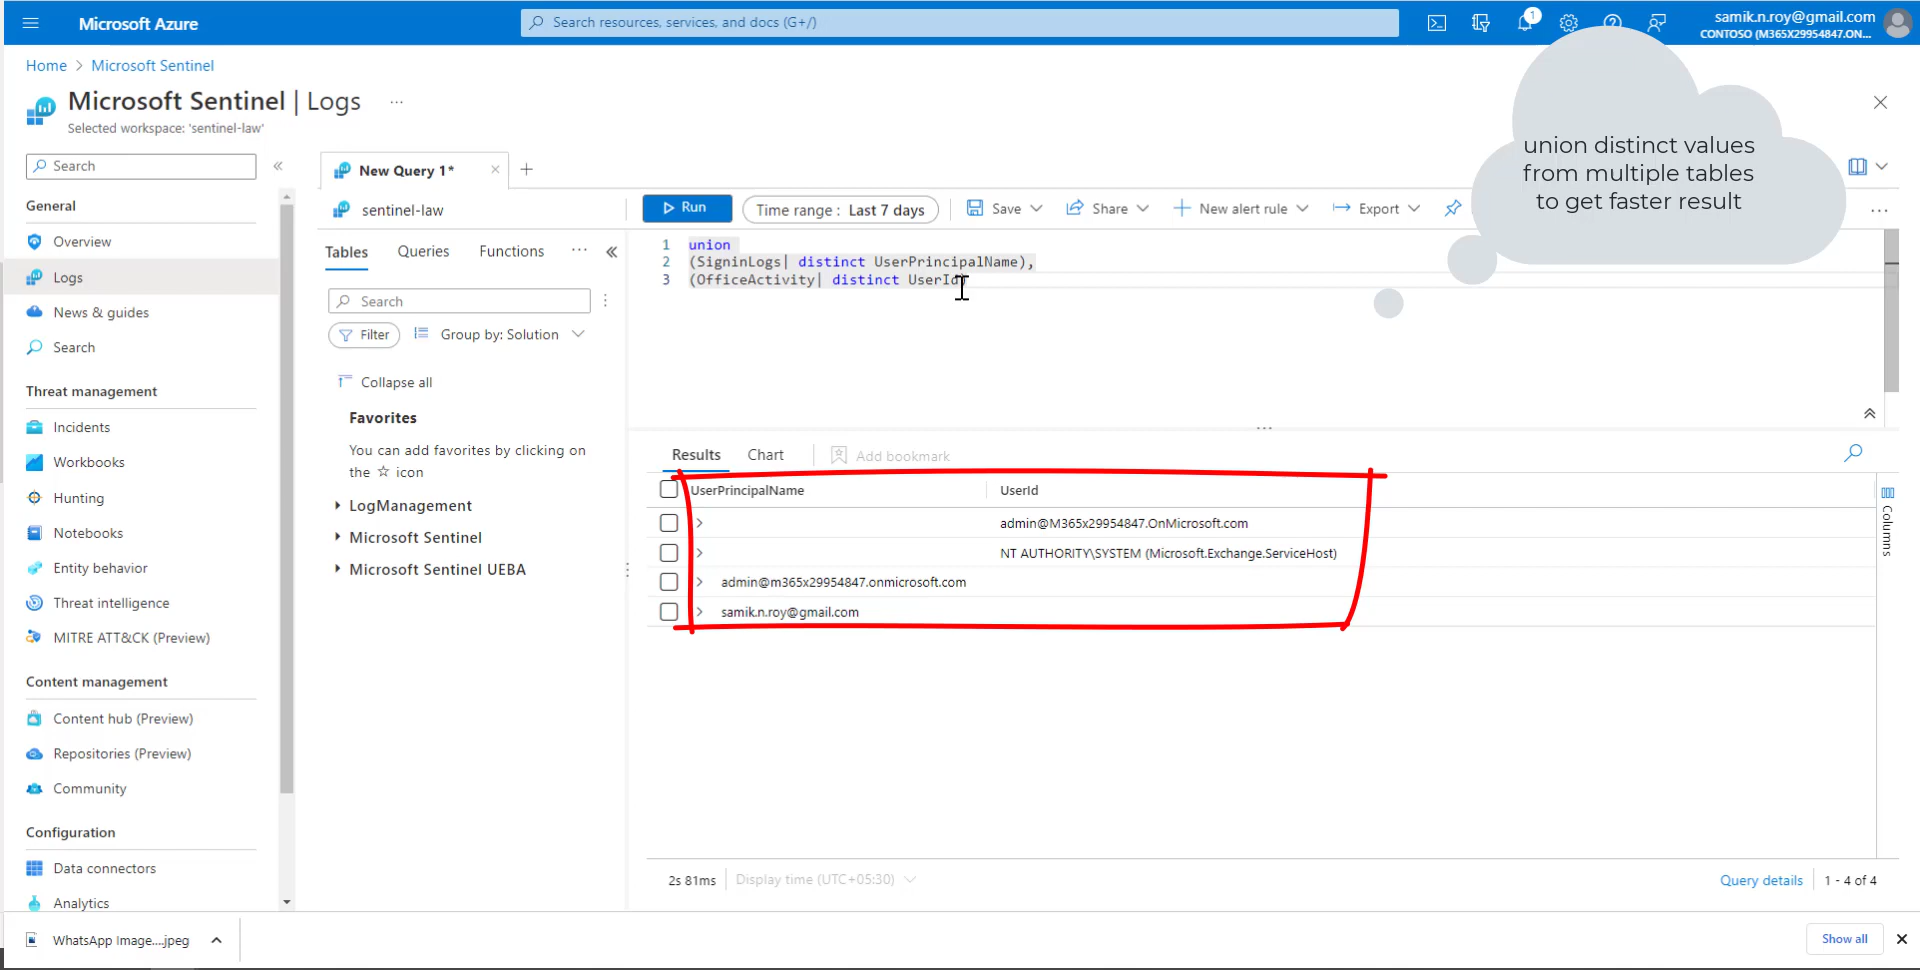 Microsoft Azure
Search resources, services, and docs (G+/)
1
samik.n.roy@gmail.com
CONTOSO (M365X29954847.ON...
Home > Microsoft Sentinel
Microsoft Sentinel | Logs ...
Selected workspace: 'sentinel-law'
union distinct values
from multiple tables
to get faster result
Search
«
General
Overview
Logs
News & guides
Search
Threat management
Incidents
Workbooks
Hunting
Notebooks
Entity behavior
Threat intelligence
MITRE ATT&CK (Preview)
Content management
Content hub (Preview)
Repositories (Preview)
Community
Configuration
Data connectors
Analytics
New Query 1*
sentinel-law
Run
Time range : Last 7 days
Save
Share
New alert rule
Export
...
Tables
Queries
Functions
...
«
Search
Filter
Group by: Solution
Collapse all
Favorites
You can add favorites by clicking on
the ☆ icon
LogManagement
Microsoft Sentinel
Microsoft Sentinel UEBA
1 union
2 (SigninLogs| distinct UserPrincipalName),
3 (OfficeActivity| distinct UserId)
Results
Chart
Add bookmark
UserPrincipalName UserId
admin@M365x29954847.OnMicrosoft.com
NT AUTHORITY\SYSTEM (Microsoft.Exchange.ServiceHost)
admin@m365x29954847.onmicrosoft.com
samik.n.roy@gmail.com
Columns
2s 81ms
Display time (UTC+05:30)
Query details
1 - 4 of 4
WhatsApp Image....jpeg
Show all